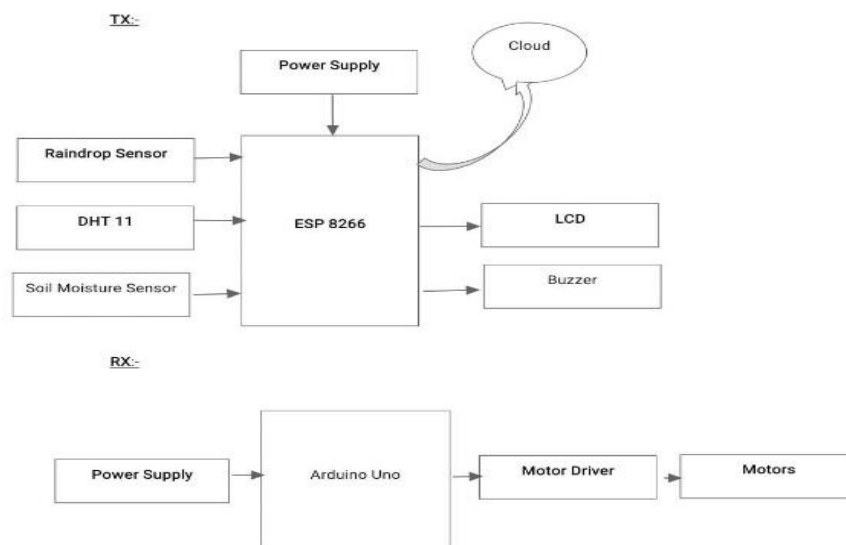 TX:-
Cloud
Power Supply
Raindrop Sensor
DHT 11
ESP 8266
LCD
Soil Moisture Sensor
Buzzer
RX:-
Power Supply
Arduino Uno
Motor Driver
Motors